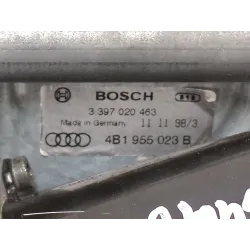 BOSCH
3 397 020 463
Made in Germany 11 11 98/3
4B1 955 023 B